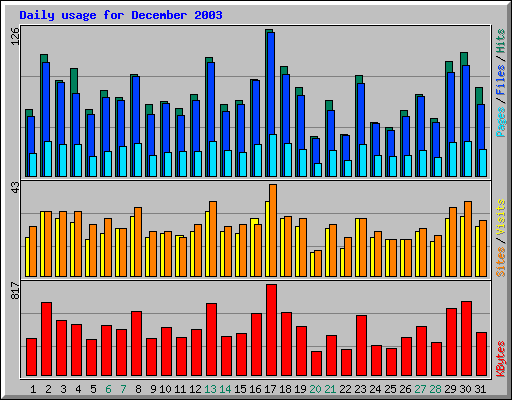 Daily usage for December 2003
126
Pages/Files/Hits
43
Sites/Visits
817
KBytes
1 2 3 4 5 6 7 8 9 10 11 12 13 14 15 16 17 18 19 20 21 22 23 24 25 26 27 28 29 30 31